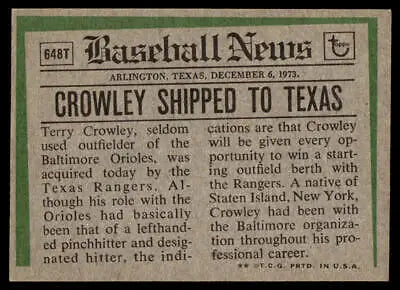 648T
Baseball News
Topps
ARLINGTON, TEXAS, DECEMBER 6, 1973.
CROWLEY SHIPPED TO TEXAS
Terry Crowley, seldom
used outfielder of the
Baltimore Orioles, was
acquired today by the
Texas Rangers. Al-
though his role with the
Orioles had basically
been that of a lefthand-
ed pinchhitter and desig-
nated hitter, the indi-
cations are that Crowley
will be given every op-
portunity to win a start-
ing outfield berth with
the Rangers. A native of
Staten Island, New York,
Crowley had been with
the Baltimore organiza-
tion throughout his pro-
fessional career.
** © T.C.G. PRTD. IN U.S.A.